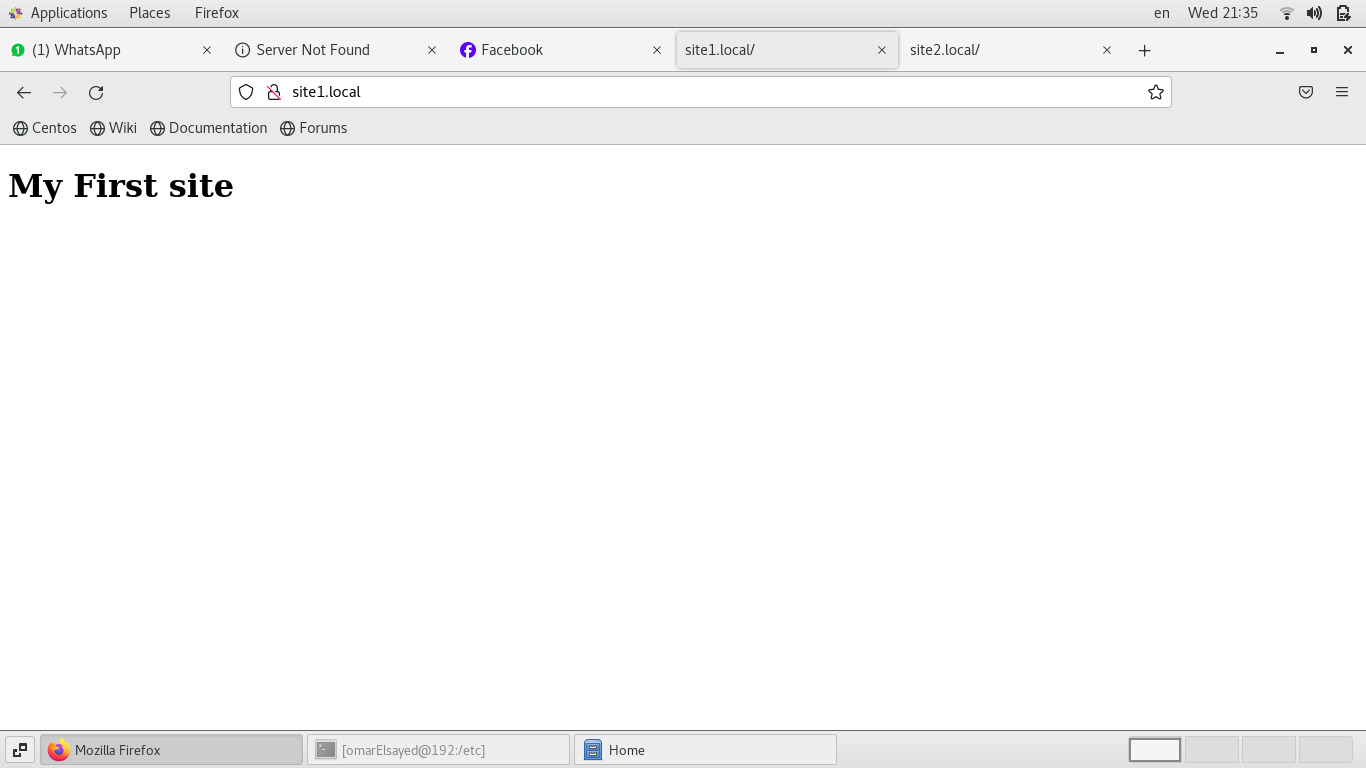 Applications Places Firefox en Wed 21:35
1 (1) WhatsApp Server Not Found Facebook site1.local/ site2.local/
site1.local
Centos Wiki Documentation Forums
My First site
Mozilla Firefox [omarElsayed@192:/etc] Home